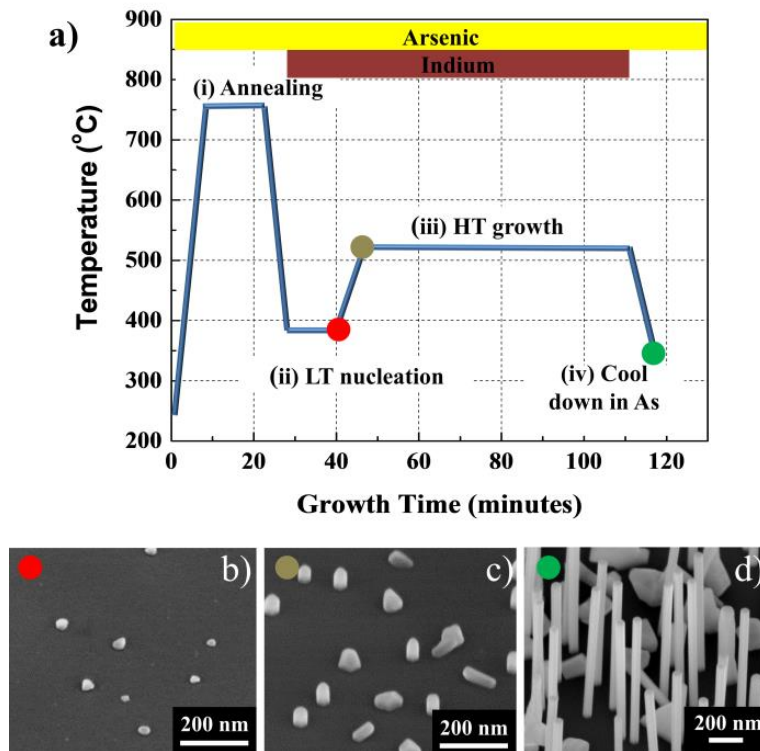 a)
Arsenic
Indium
(i) Annealing
(iii) HT growth
(ii) LT nucleation
(iv) Cool
down in As
Temperature (°C)
900
800
700
600
500
400
300
200
0 20 40 60 80 100 120
Growth Time (minutes)
b)
200 nm
c)
200 nm
d)
200 nm